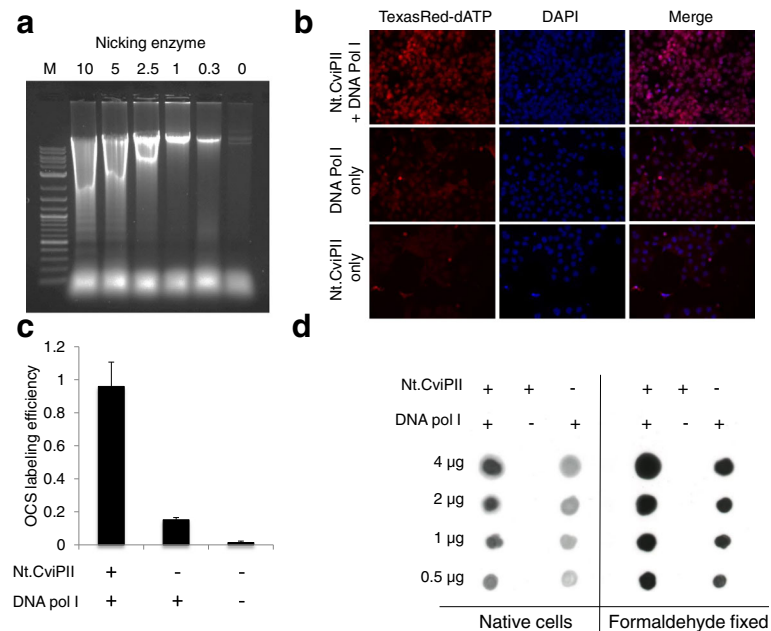 a
Nicking enzyme
M 10 5 2.5 1 0.3 0
b
TexasRed-dATP DAPI Merge
Nt.CviPII
+ DNA Pol I
DNA Pol I
only
Nt.CviPII
only
c
OCS labeling efficiency
1.2
1
0.8
0.6
0.4
0.2
0
Nt.CviPII + - -
DNA pol I + + -
d
Nt.CviPII + + - + + -
DNA pol I + - + + - +
4 µg
2 µg
1 µg
0.5 µg
Native cells Formaldehyde fixed